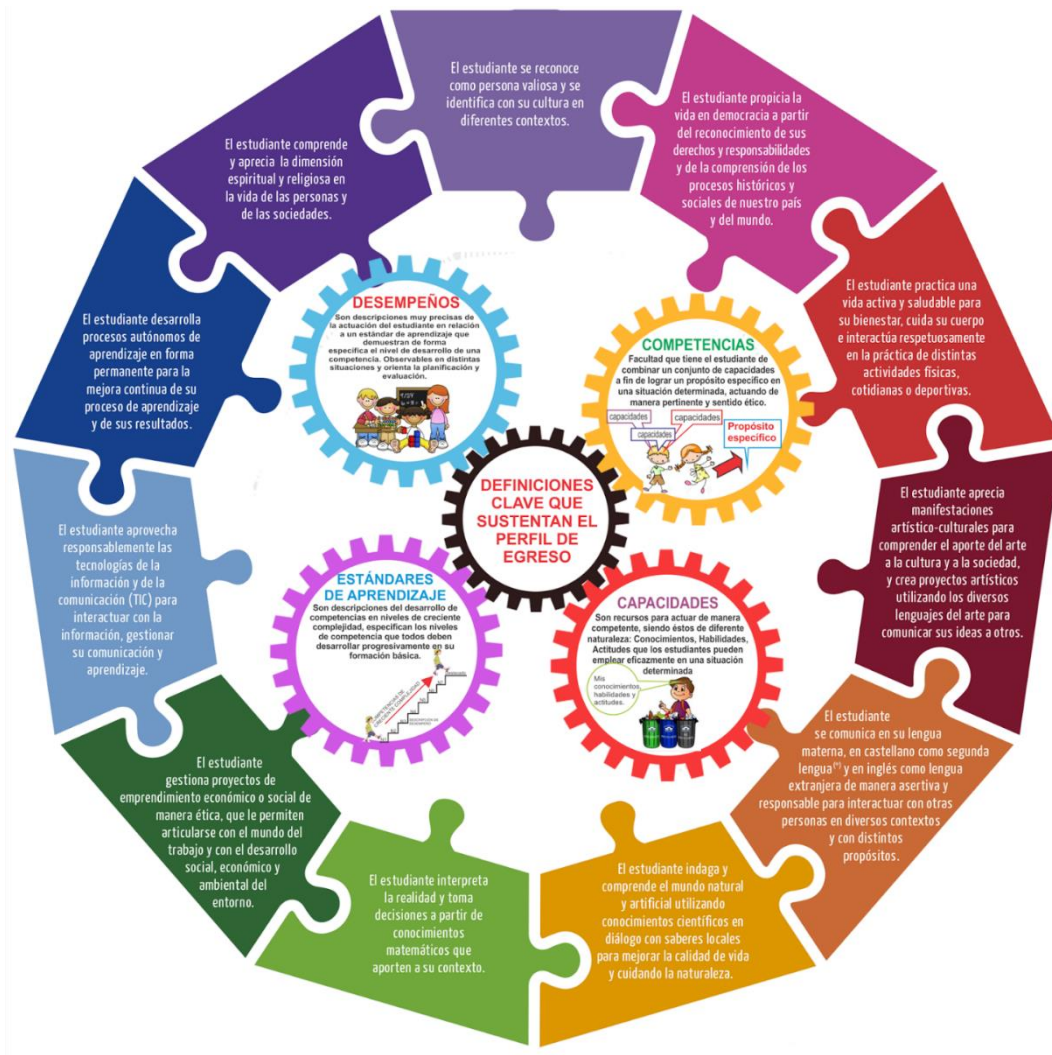 El estudiante se reconoce
como persona valiosa y se
identifica con su cultura en
diferentes contextos.
El estudiante propicia la
vida en democracia a partir
del reconocimiento de sus
derechos y responsabilidades
y de la comprensión de los
procesos históricos y
sociales de nuestro país
y del mundo.
El estudiante practica una
vida activa y saludable para
su bienestar, cuida su cuerpo
e interactúa respetuosamente
en la práctica de distintas
actividades físicas,
cotidianas o deportivas.
El estudiante aprecia
manifestaciones
artístico-culturales para
comprender el aporte del arte
a la cultura y a la sociedad,
y crea proyectos artísticos
utilizando los diversos
lenguajes del arte para
comunicar sus ideas a otros.
El estudiante
se comunica en su lengua
materna, en castellano como segunda
lengua(*) y en inglés como lengua
extranjera de manera asertiva y
responsable para interactuar con otras
personas en diversos contextos
y con distintos
propósitos.
El estudiante indaga y
comprende el mundo natural
y artificial utilizando
conocimientos científicos en
diálogo con saberes locales
para mejorar la calidad de vida
y cuidando la naturaleza.
El estudiante interpreta
la realidad y toma
decisiones a partir de
conocimientos
matemáticos que
aporten a su contexto.
El estudiante
gestiona proyectos de
emprendimiento económico o social de
manera ética, que le permiten
articularse con el mundo del
trabajo y con el desarrollo
social, económico y
ambiental del
entorno.
El estudiante aprovecha
responsablemente las
tecnologías de la
información y de la
comunicación (TIC) para
interactuar con la
información, gestionar
su comunicación y
aprendizaje.
El estudiante desarrolla
procesos autónomos de
aprendizaje en forma
permanente para la
mejora continua de su
proceso de aprendizaje
y de sus resultados.
El estudiante comprende
y aprecia la dimensión
espiritual y religiosa en
la vida de las personas y
de las sociedades.
DESEMPEÑOS
Son descripciones muy precisas de
la actuación del estudiante en relación
a un estándar de aprendizaje que
demuestran de forma
especifica el nivel de desarrollo de una
competencia. Observables en distintas
situaciones y orienta la planificación y
evaluación.
COMPETENCIAS
Facultad que tiene el estudiante de
combinar un conjunto de capacidades
a fin de lograr un propósito específico en
una situación determinada, actuando de
manera pertinente y sentido ético.
capacidades
capacidades
capacidades
Propósito
específico
DEFINICIONES
CLAVE QUE
SUSTENTAN EL
PERFIL DE
EGRESO
ESTÁNDARES
DE APRENDIZAJE
Son descripciones del desarrollo de
competencias en niveles de creciente
complejidad, especifican los niveles
de competencia que todos deben
desarrollar progresivamente en su
formación básica.
COMPETENCIAS DE
CRECIENTE COMPLEJIDAD
CAPACIDADES
Son recursos para actuar de manera
competente, siendo éstos de diferente
naturaleza: Conocimientos, Habilidades,
Actitudes que los estudiantes pueden
emplear eficazmente en una situación
determinada
Mis
conocimientos,
habilidades y
actitudes.